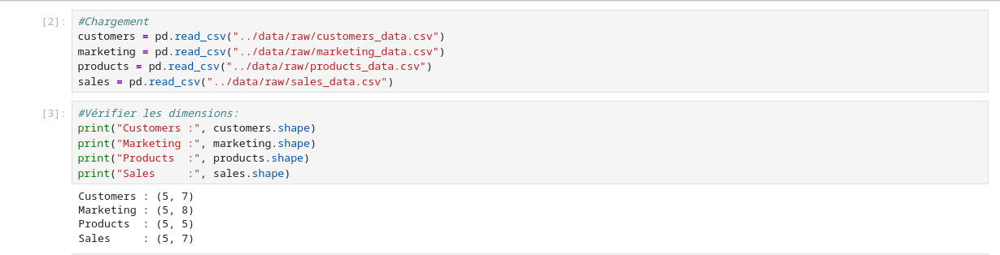 [2]: #Chargement
customers = pd.read_csv("../data/raw/customers_data.csv")
marketing = pd.read_csv("../data/raw/marketing_data.csv")
products = pd.read_csv("../data/raw/products_data.csv")
sales = pd.read_csv("../data/raw/sales_data.csv")
[3]: #Vérifier les dimensions:
print("Customers :", customers.shape)
print("Marketing :", marketing.shape)
print("Products  :", products.shape)
print("Sales     :", sales.shape)
Customers : (5, 7)
Marketing : (5, 8)
Products  : (5, 5)
Sales     : (5, 7)